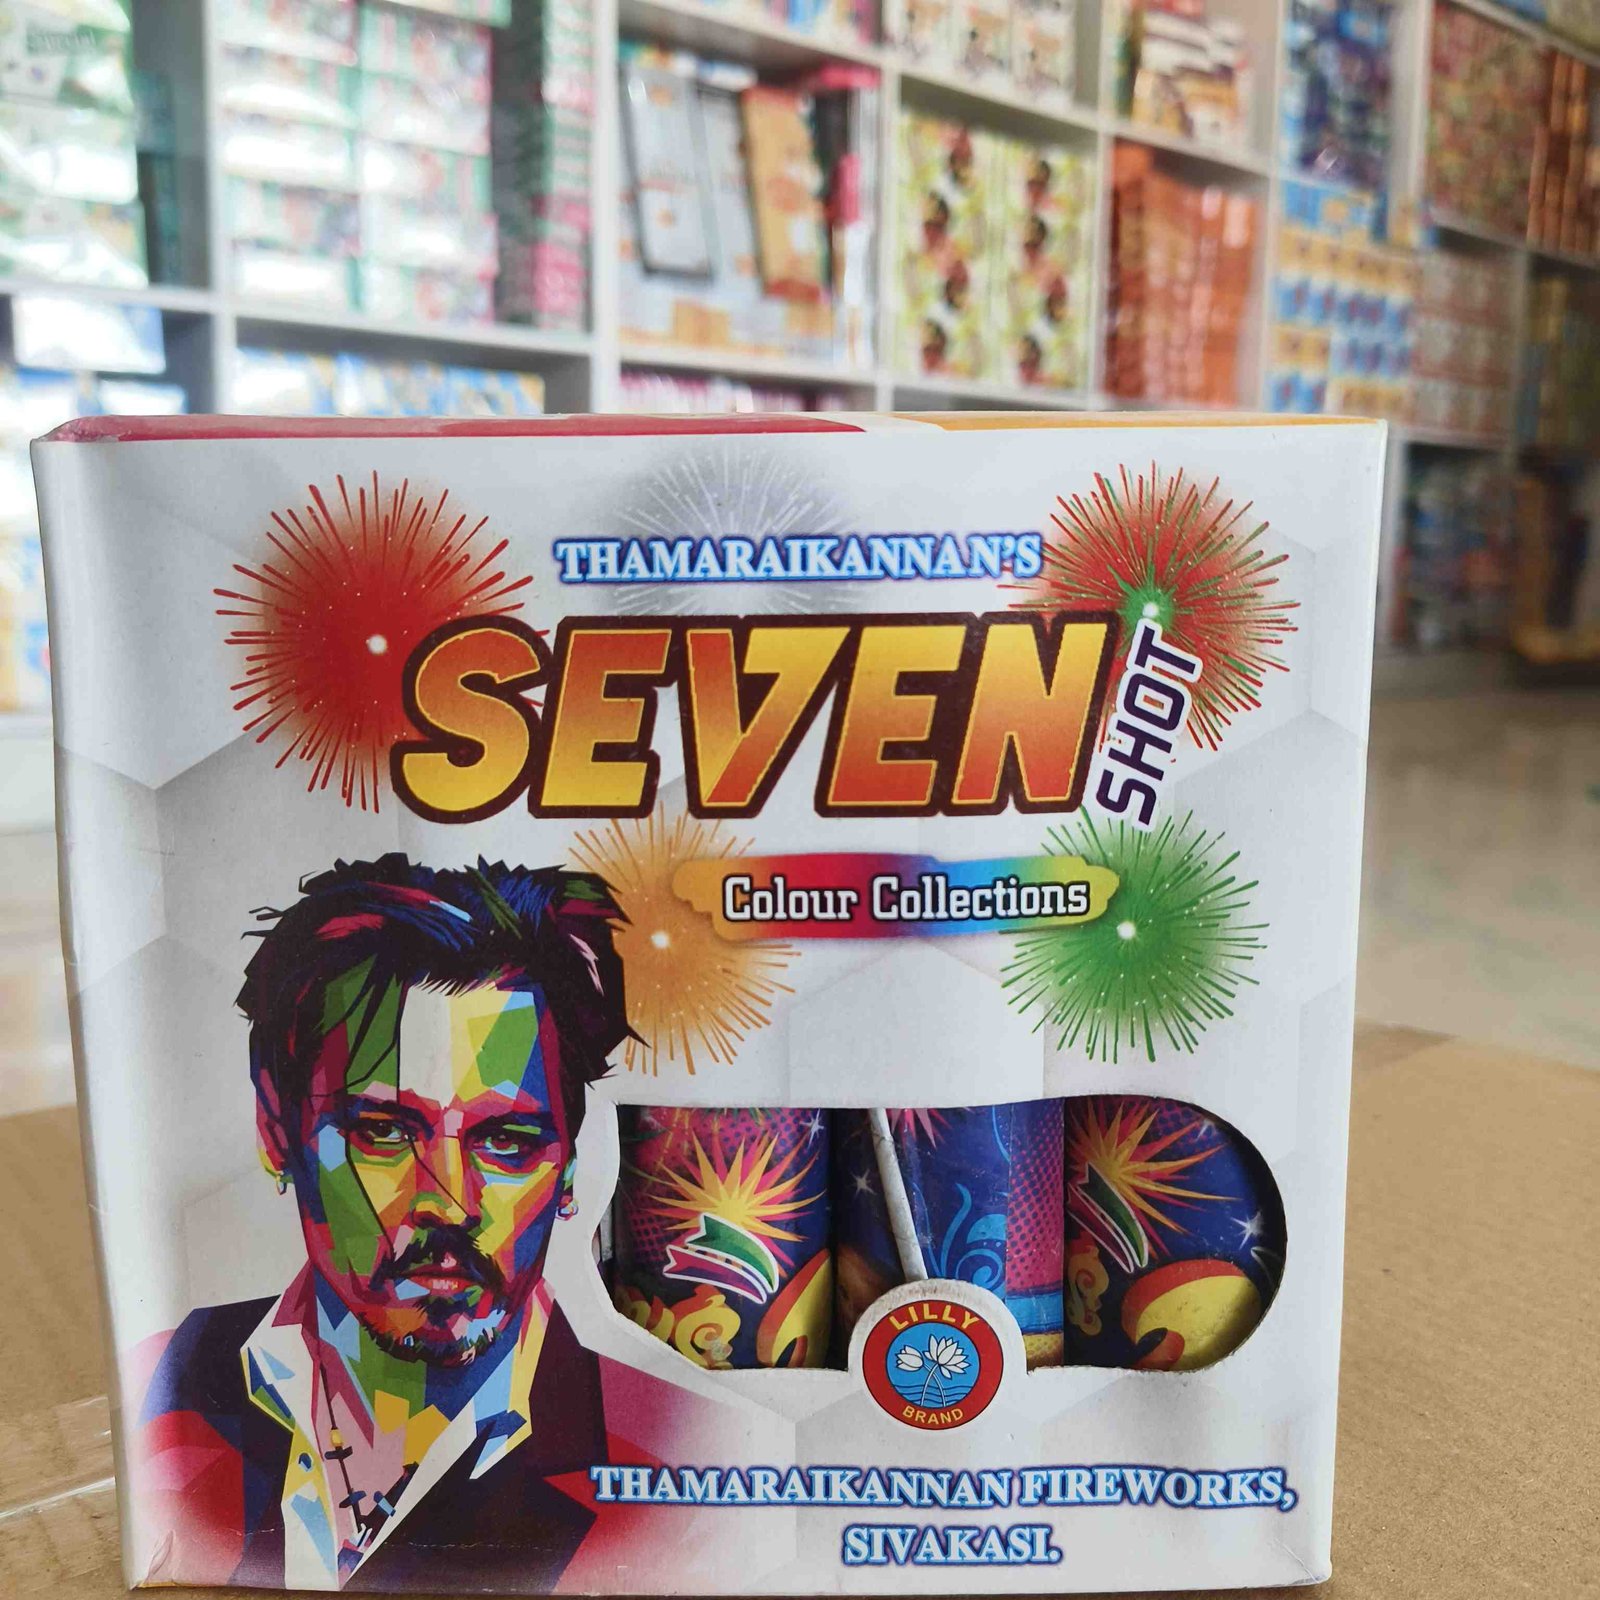 THAMARAIKANNAN'S
SEVEN
SHOT
Colour Collections
LILLY
BRAND
THAMARAIKANNAN FIREWORKS,
SIVAKASI.